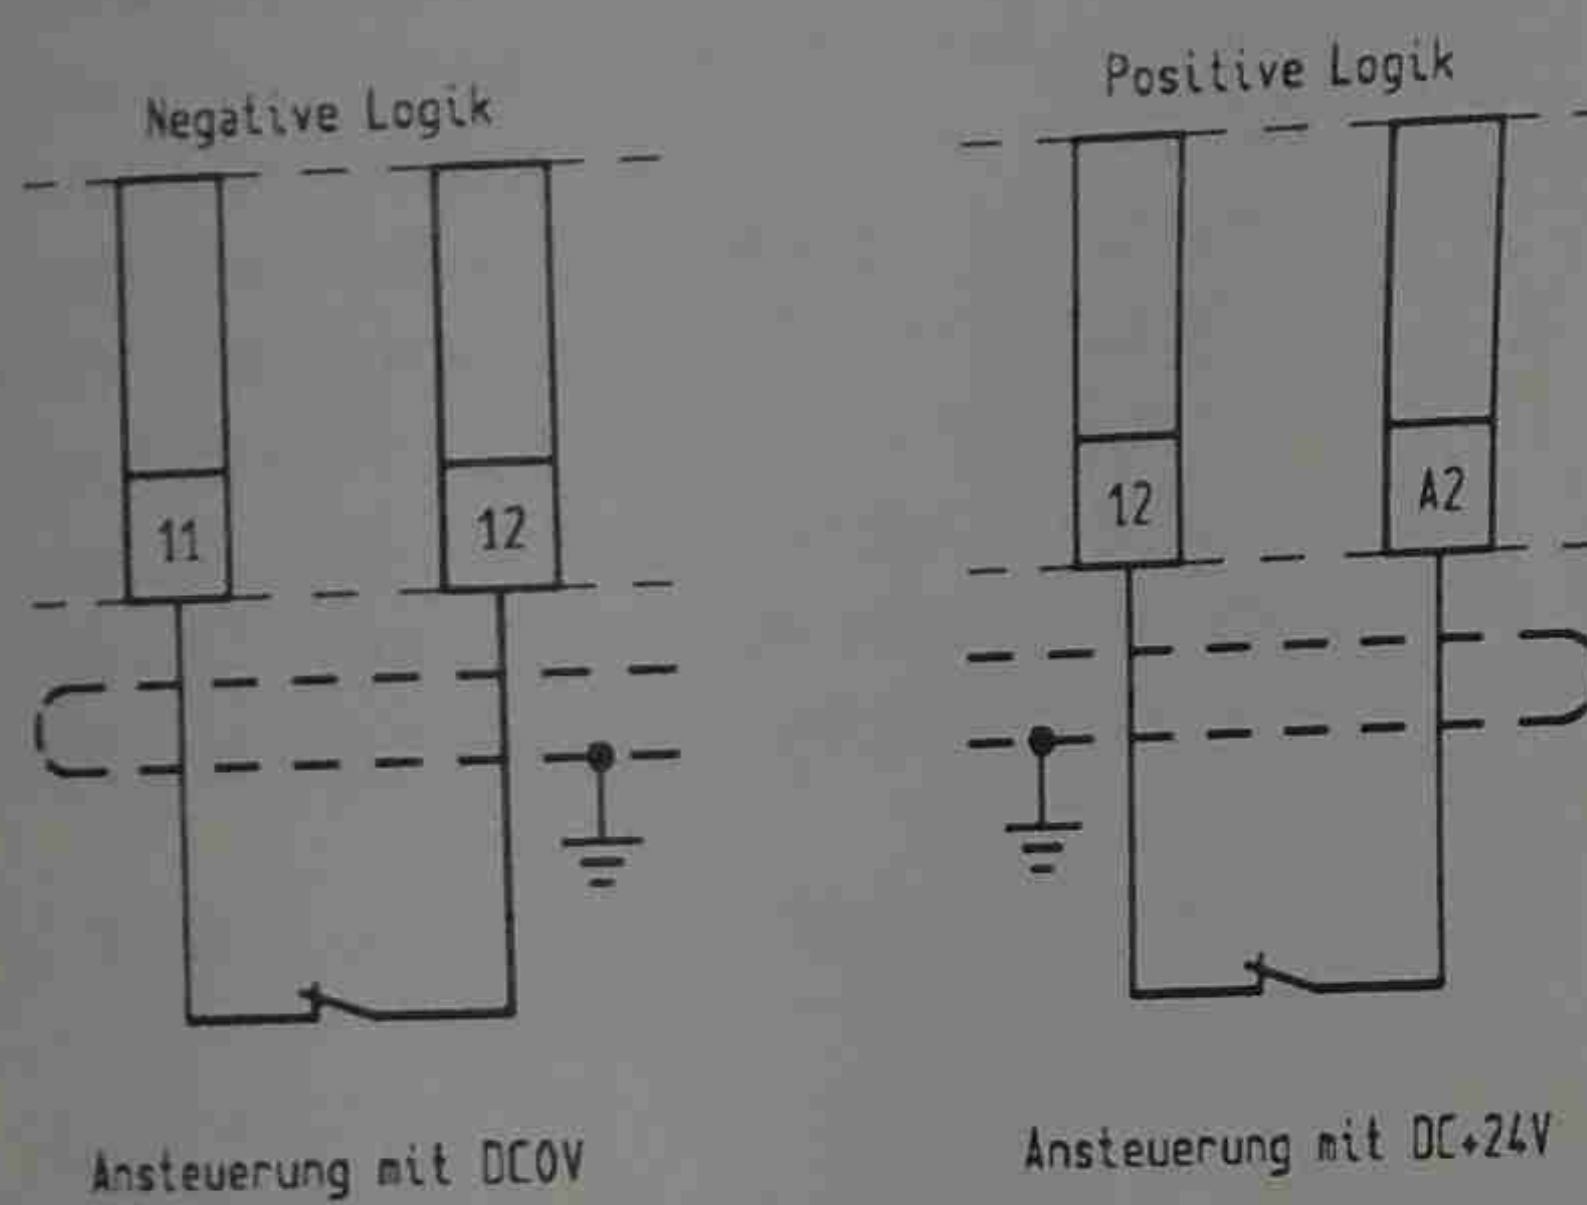 Negative Logik
Positive Logik
11
12
12
A2
Ansteuerung mit DC0V
Ansteuerung mit DC+24V